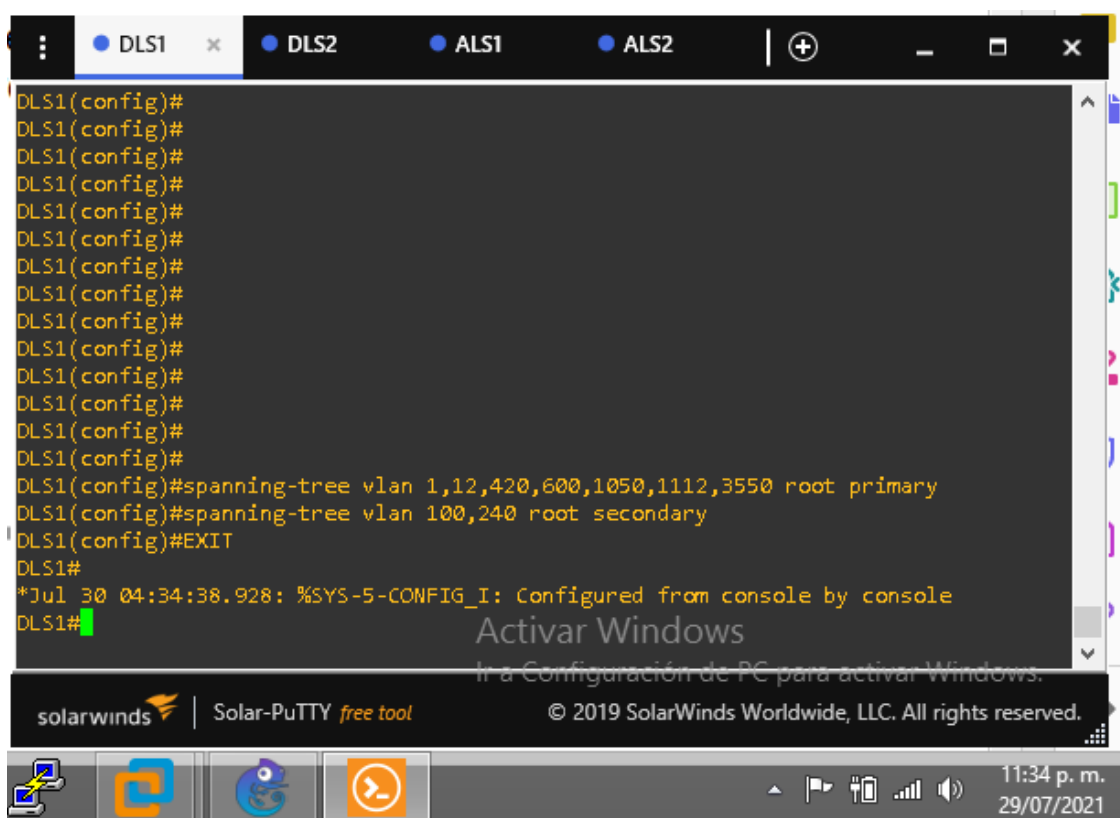 DLS1 × DLS2 ALS1 ALS2
DLS1(config)#
DLS1(config)#
DLS1(config)#
DLS1(config)#
DLS1(config)#
DLS1(config)#
DLS1(config)#
DLS1(config)#
DLS1(config)#
DLS1(config)#
DLS1(config)#
DLS1(config)#
DLS1(config)#
DLS1(config)#
DLS1(config)#spanning-tree vlan 1,12,420,600,1050,1112,3550 root primary
DLS1(config)#spanning-tree vlan 100,240 root secondary
DLS1(config)#EXIT
DLS1#
*Jul 30 04:34:38.928: %SYS-5-CONFIG_I: Configured from console by console
DLS1#
Activar Windows
Ir a Configuración de PC para activar Windows.
solarwinds | Solar-PuTTY free tool © 2019 SolarWinds Worldwide, LLC. All rights reserved.
11:34 p. m.
29/07/2021